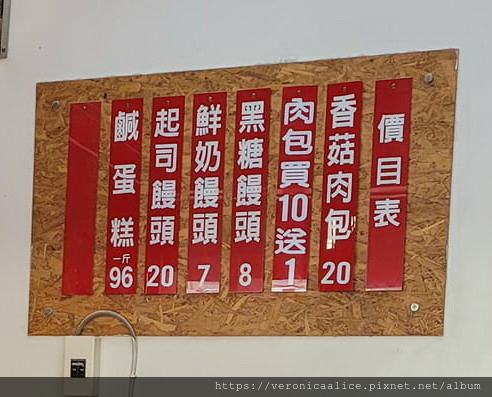 價目表
香菇肉包 20
肉包買10送1
黑糖饅頭 8
鮮奶饅頭 7
起司饅頭 20
鹹蛋糕 一斤 96
https://veronicaalice.pixnet.net/album